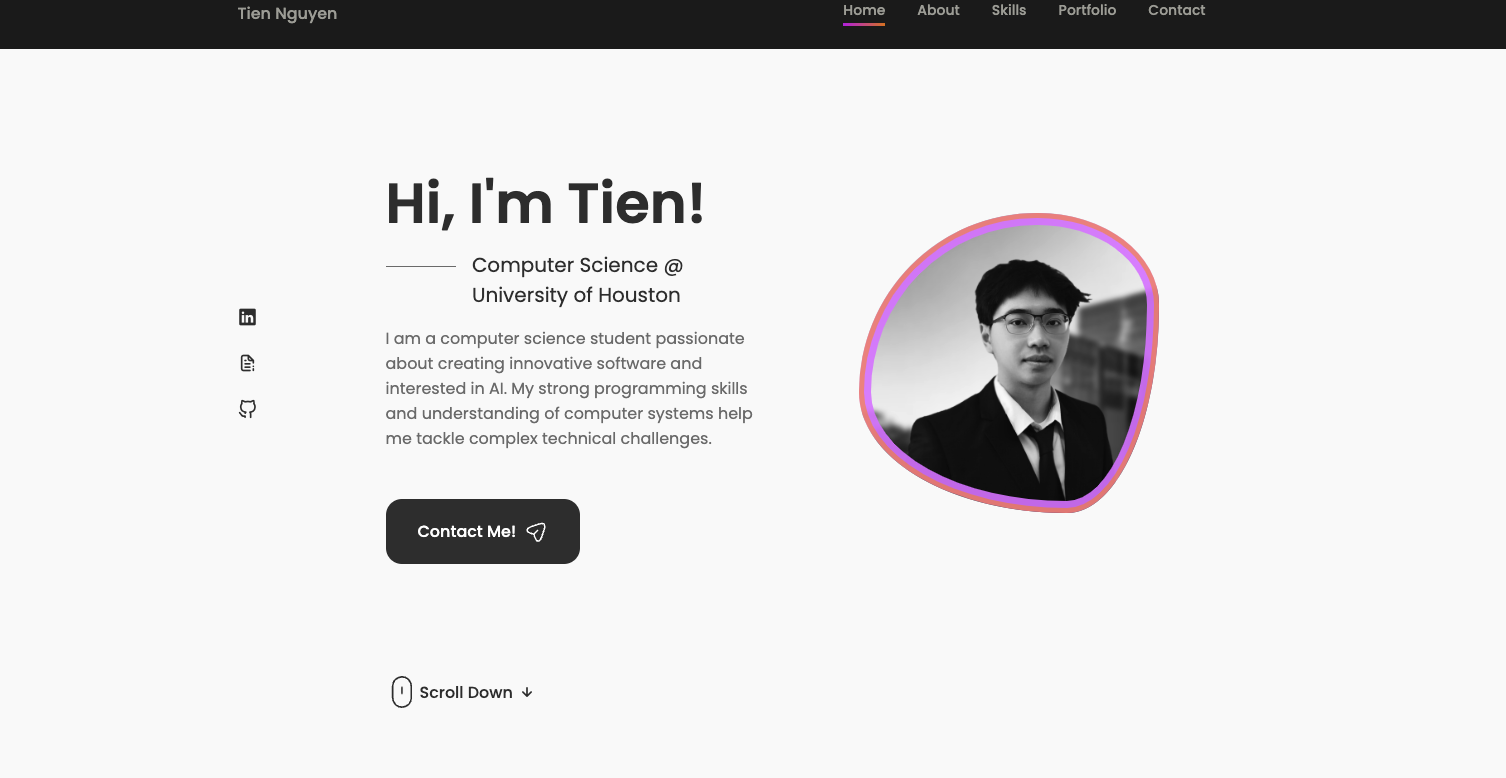 Tien Nguyen
Home
About
Skills
Portfolio
Contact
Hi, I'm Tien!
Computer Science @
University of Houston
I am a computer science student passionate
about creating innovative software and
interested in AI. My strong programming skills
and understanding of computer systems help
me tackle complex technical challenges.
Contact Me!
Scroll Down